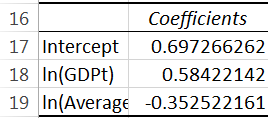 16 Coefficients
17 Intercept 0.697266262
18 ln(GDPt) 0.58422142
19 ln(Average -0.352522161